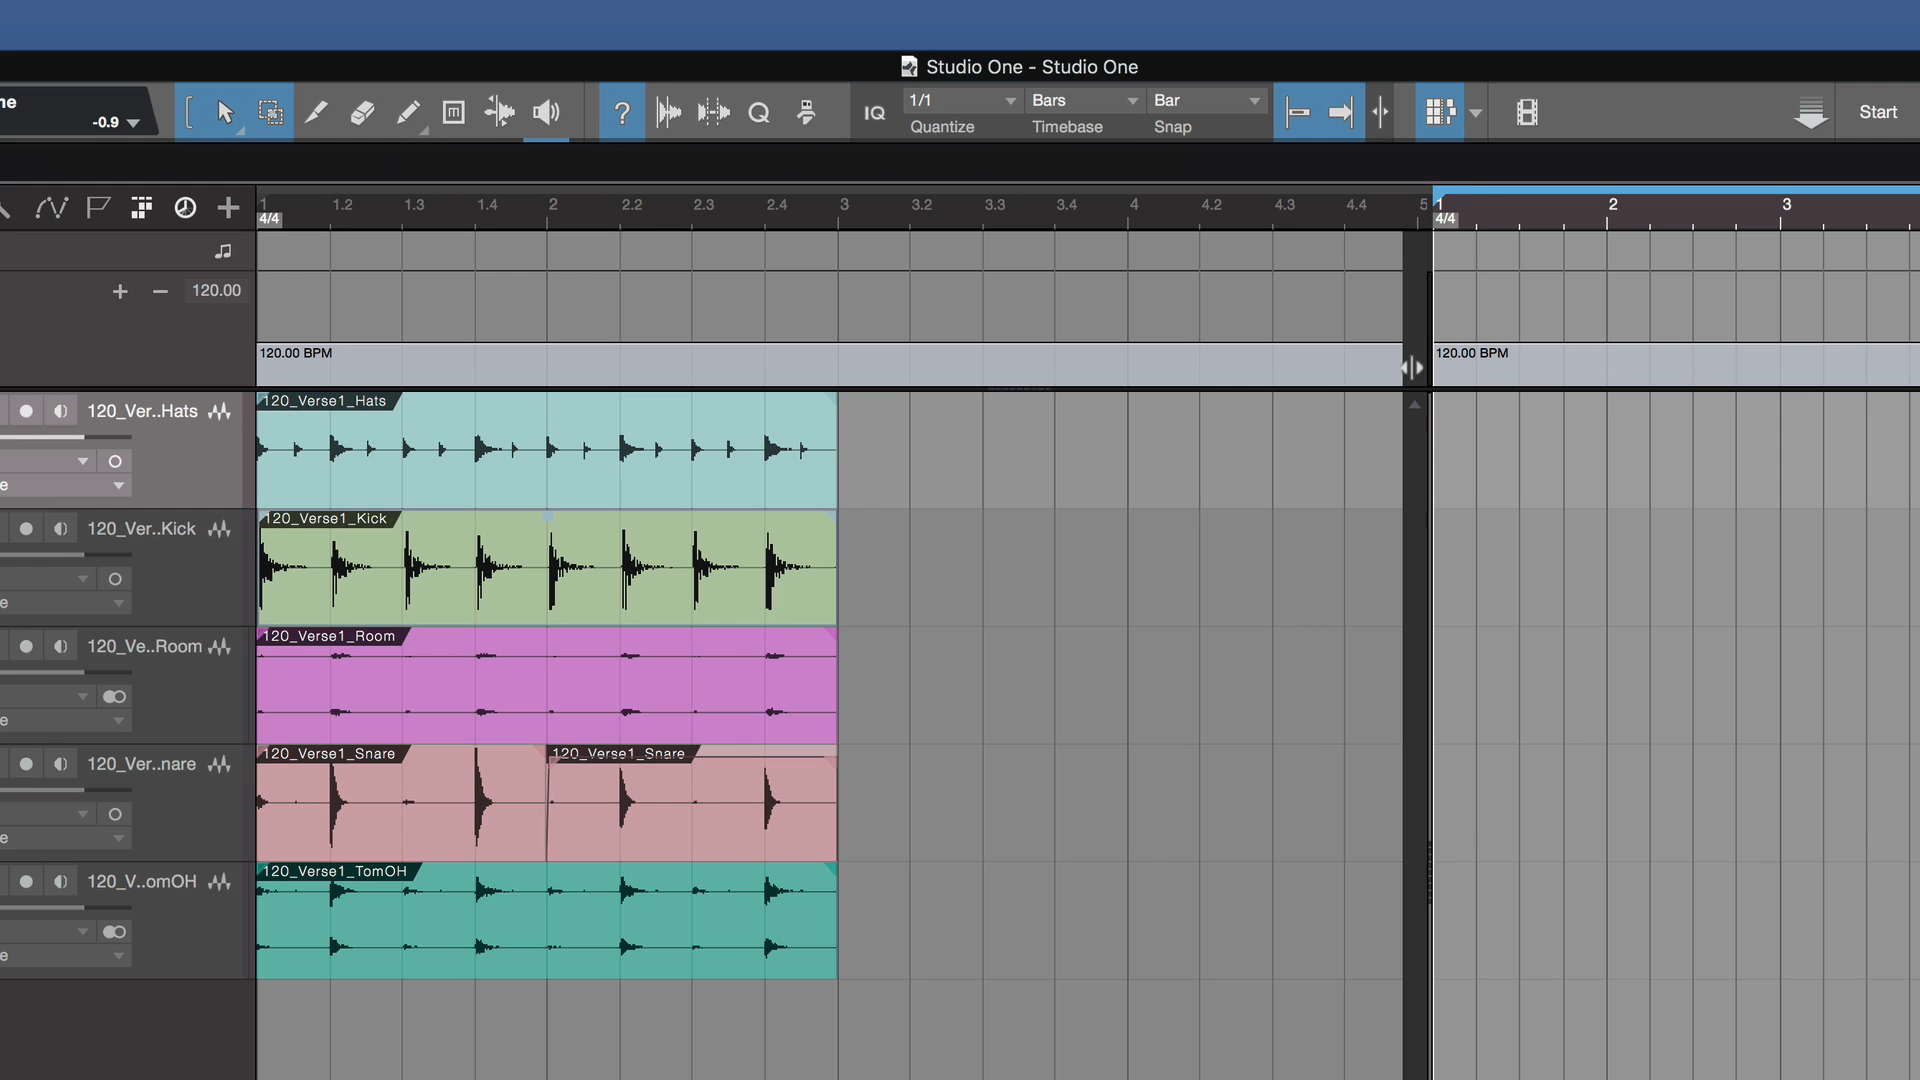 Studio One - Studio One
ne
-0.9
?
Q
IQ
1/1
Quantize
Bars
Timebase
Bar
Snap
Start
1 1.2 1.3 1.4 2 2.2 2.3 2.4 3 3.2 3.3 3.4 4 4.2 4.3 4.4 5
4/4
1 2 3
4/4
+ − 120.00
120.00 BPM
120.00 BPM
120_Ver..Hats
120_Verse1_Hats
e
120_Ver..Kick
120_Verse1_Kick
e
120_Ve..Room
120_Verse1_Room
e
120_Ver..nare
120_Verse1_Snare
120_Verse1_Snare
e
120_V..omOH
120_Verse1_TomOH
e